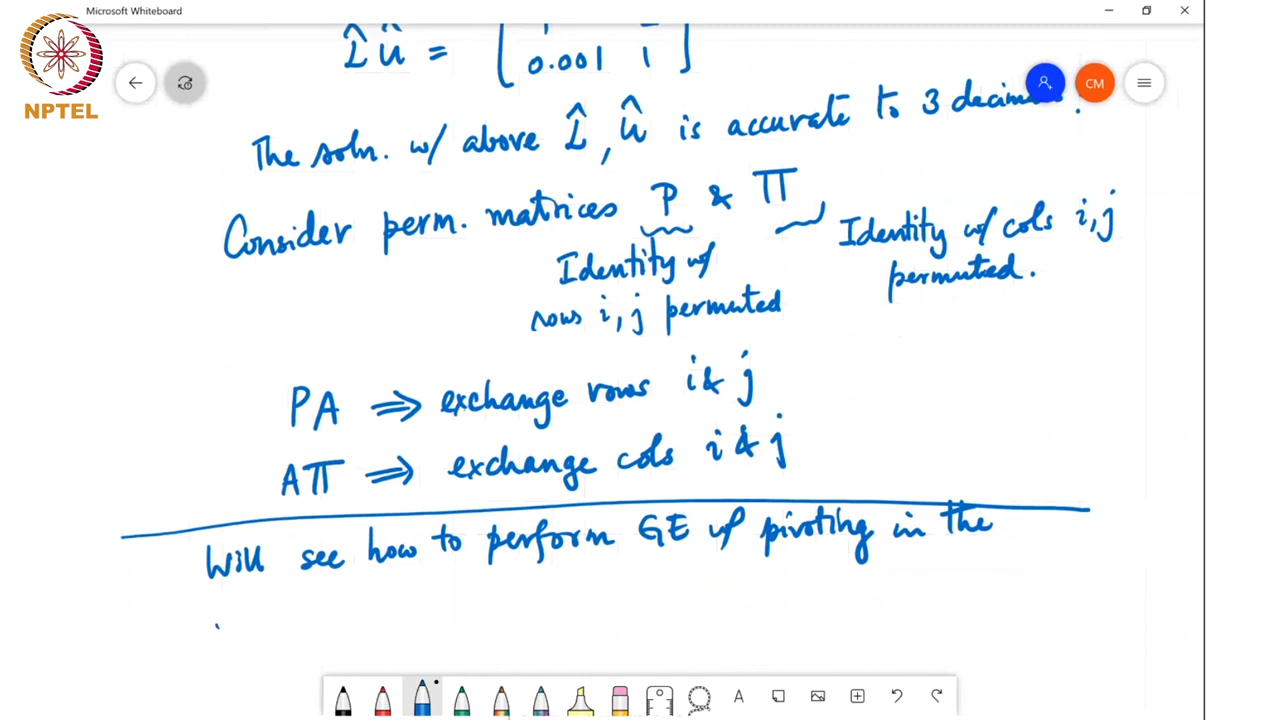 Microsoft Whiteboard
NPTEL
CM
L̂ Û = [ 0.001 1 ]
The soln. w/ above L̂, Û is accurate to 3
Consider perm. matrices P & Π
Identity w/ rows i, j permuted
Identity w/ cols i, j permuted.
PA ⇒ exchange rows i & j
AΠ ⇒ exchange cols i & j
Will see how to perform GE w/ pivoting in the
A